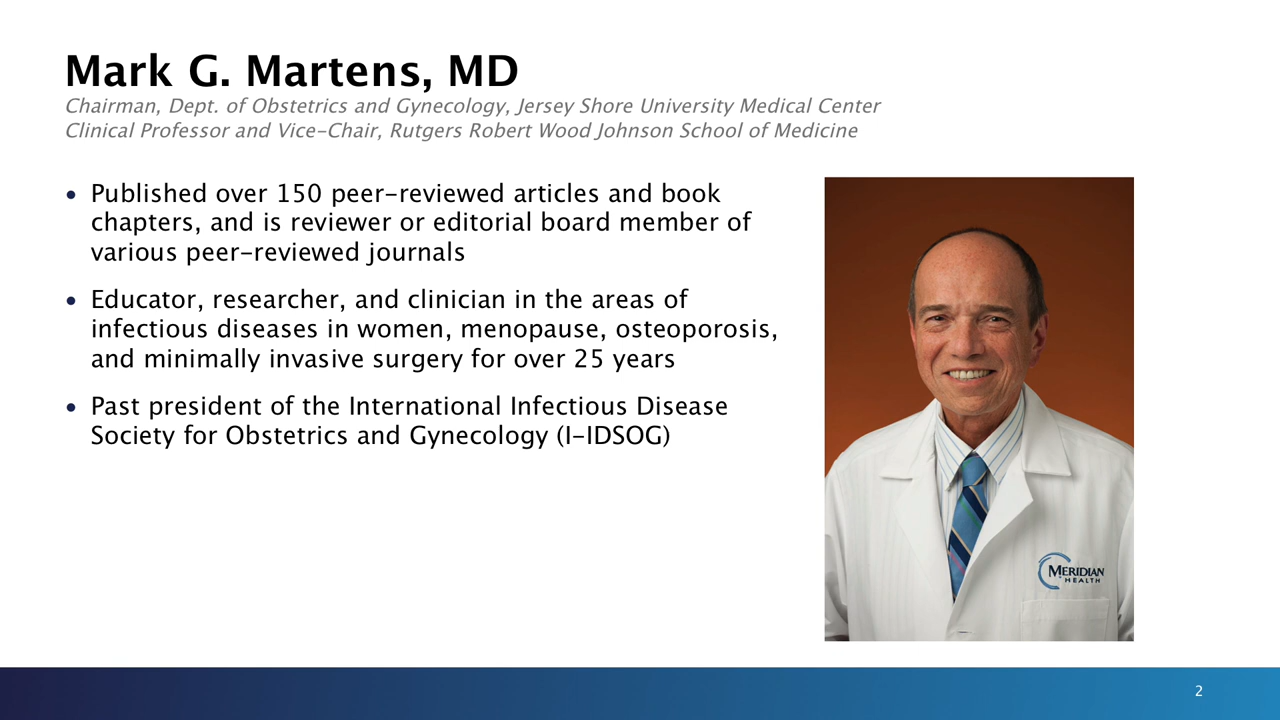 Mark G. Martens, MD
Chairman, Dept. of Obstetrics and Gynecology, Jersey Shore University Medical Center
Clinical Professor and Vice-Chair, Rutgers Robert Wood Johnson School of Medicine
• Published over 150 peer-reviewed articles and book
chapters, and is reviewer or editorial board member of
various peer-reviewed journals
• Educator, researcher, and clinician in the areas of
infectious diseases in women, menopause, osteoporosis,
and minimally invasive surgery for over 25 years
• Past president of the International Infectious Disease
Society for Obstetrics and Gynecology (I-IDSOG)
MERIDIAN
HEALTH
2